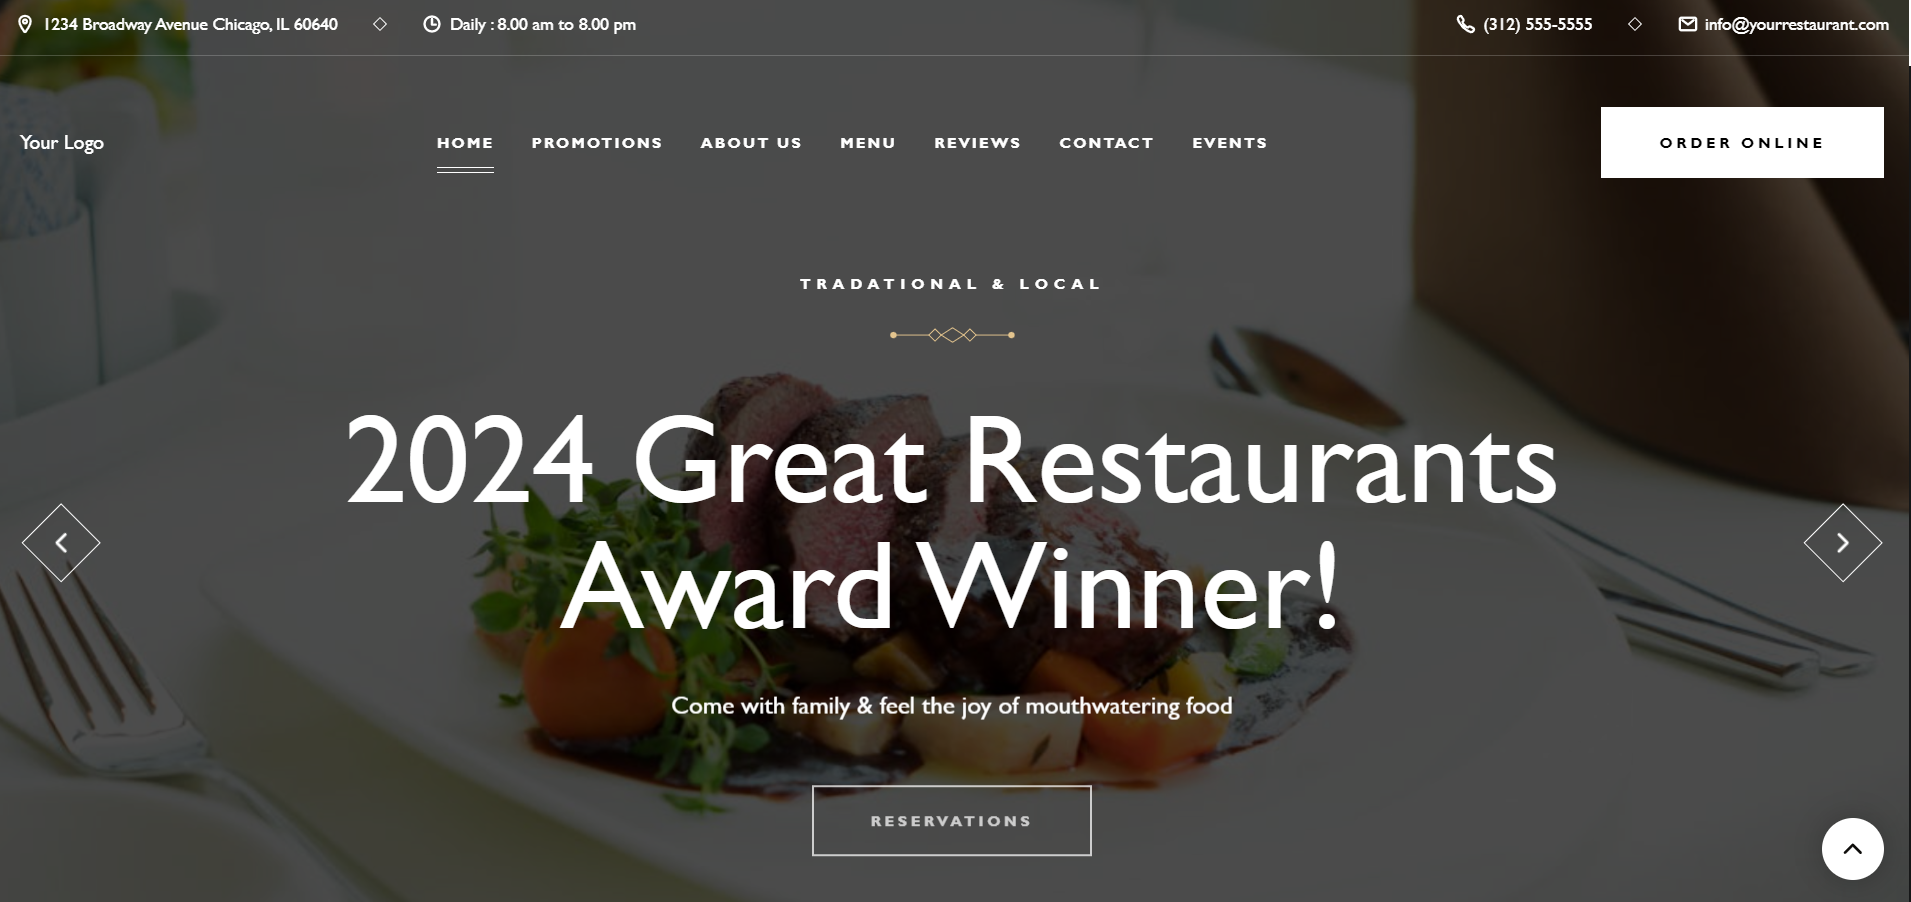 1234 Broadway Avenue Chicago, IL 60640
Daily : 8.00 am to 8.00 pm
(312) 555-5555
info@yourrestaurant.com
Your Logo
HOME
PROMOTIONS
ABOUT US
MENU
REVIEWS
CONTACT
EVENTS
ORDER ONLINE
TRADATIONAL & LOCAL
2024 Great Restaurants
Award Winner!
Come with family & feel the joy of mouthwatering food
RESERVATIONS